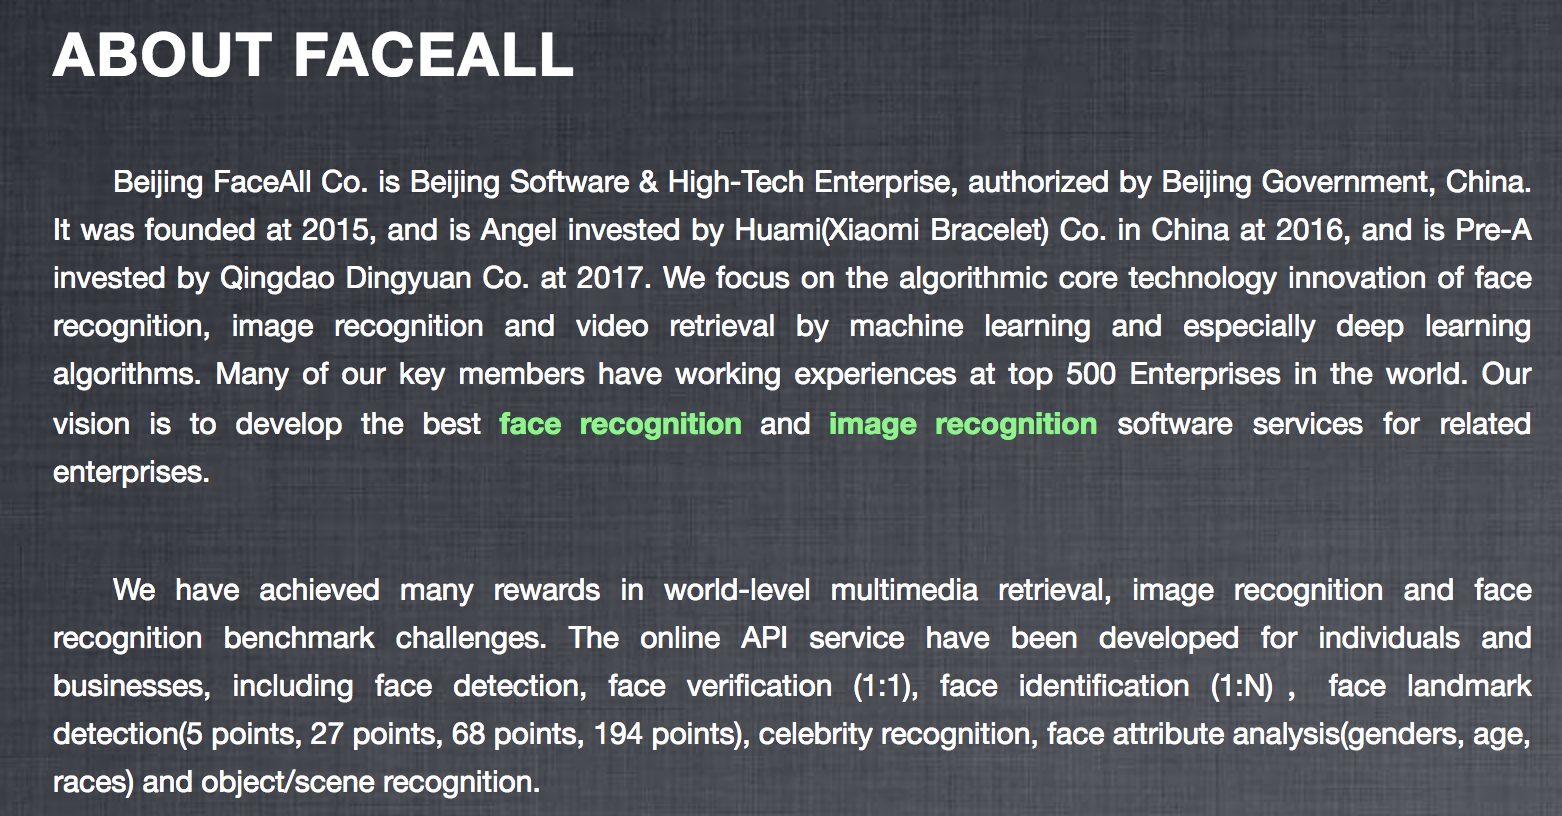 ABOUT FACEALL
Beijing FaceAll Co. is Beijing Software & High-Tech Enterprise, authorized by Beijing Government, China.
It was founded at 2015, and is Angel invested by Huami(Xiaomi Bracelet) Co. in China at 2016, and is Pre-A
invested by Qingdao Dingyuan Co. at 2017. We focus on the algorithmic core technology innovation of face
recognition, image recognition and video retrieval by machine learning and especially deep learning
algorithms. Many of our key members have working experiences at top 500 Enterprises in the world. Our
vision is to develop the best face recognition and image recognition software services for related
enterprises.
We have achieved many rewards in world-level multimedia retrieval, image recognition and face
recognition benchmark challenges. The online API service have been developed for individuals and
businesses, including face detection, face verification (1:1), face identification (1:N) , face landmark
detection(5 points, 27 points, 68 points, 194 points), celebrity recognition, face attribute analysis(genders, age,
races) and object/scene recognition.